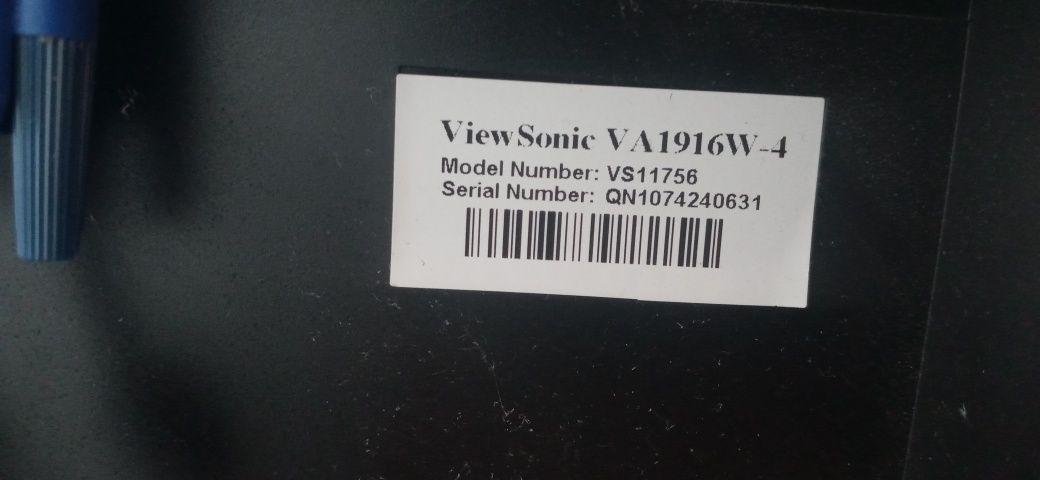 ViewSonic VA1916W-4
Model Number: VS11756
Serial Number: QN1074240631